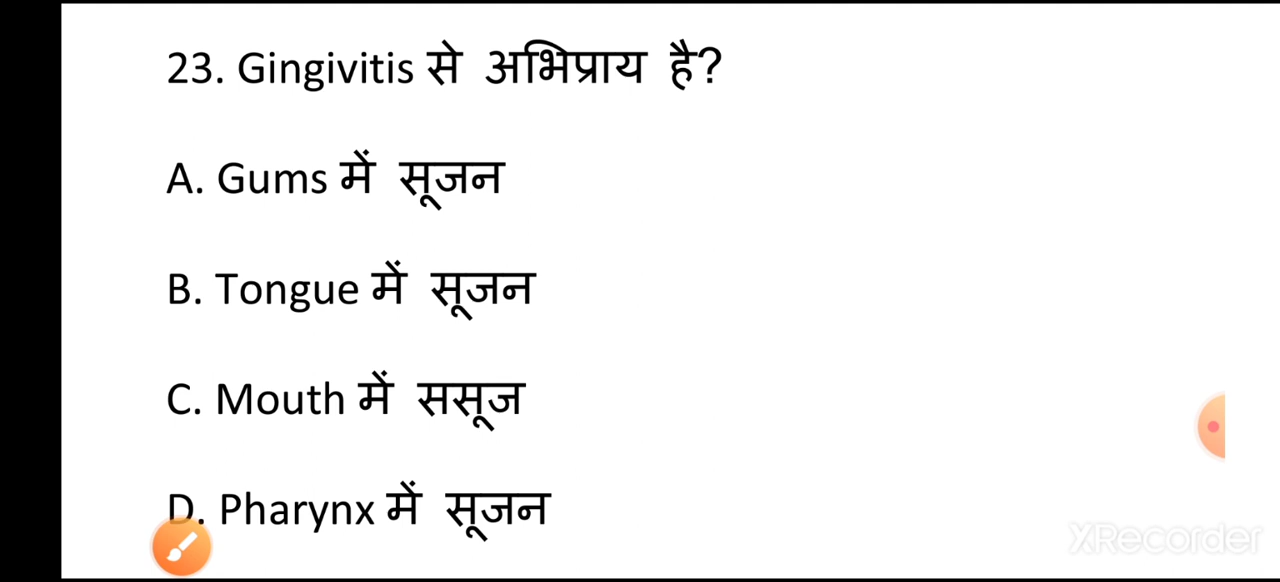 23. Gingivitis से अभिप्राय है?
A. Gums में सूजन
B. Tongue में सूजन
C. Mouth में ससूज
D. Pharynx में सूजन
XRecorder